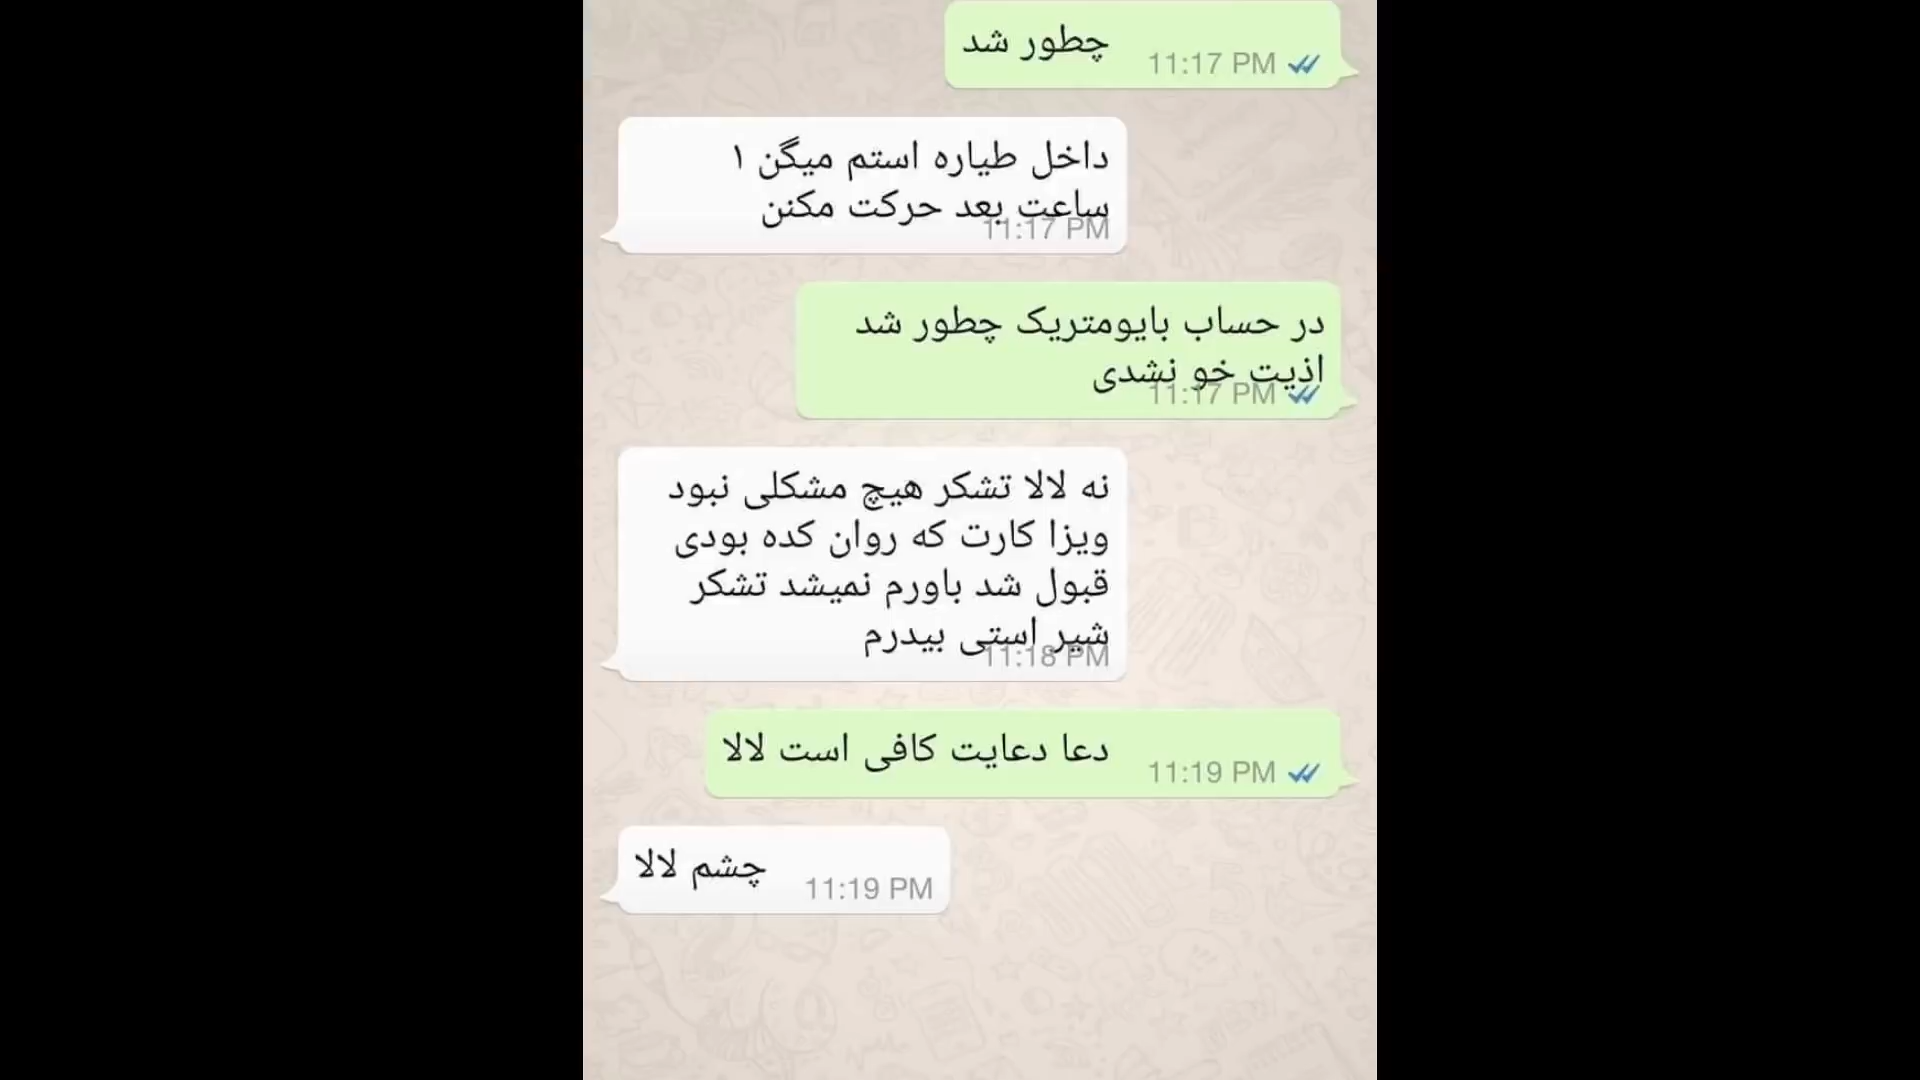 چطور شد
11:17 PM
داخل طیاره استم میگن ۱
ساعت بعد حرکت مکنن
11:17 PM
در حساب بایومتریک چطور شد
اذیت خو نشدی
11:17 PM
نه لالا تشکر هیچ مشکلی نبود
ویزا کارت که روان کده بودی
قبول شد باورم نمیشد تشکر
شیر استی بیدرم
11:18 PM
دعا دعایت کافی است لالا
11:19 PM
چشم لالا
11:19 PM